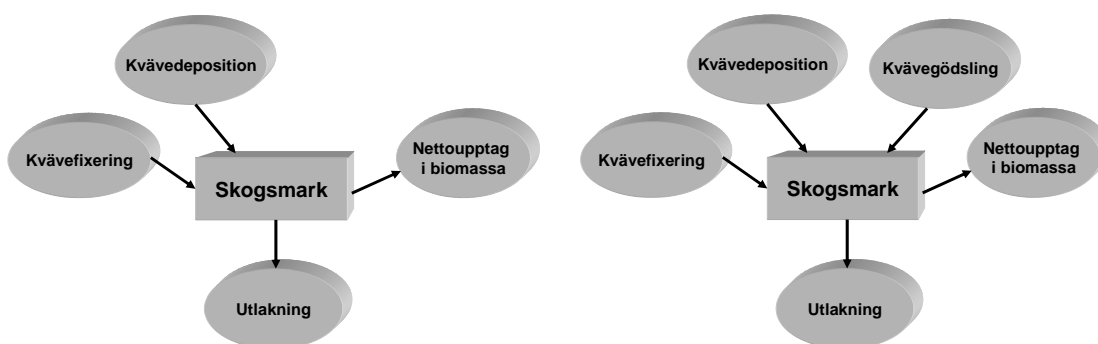 Kvävedeposition
Kvävefixering
Nettoupptag
i biomassa
Skogsmark
Utlakning
Kvävedeposition
Kvävegödsling
Kvävefixering
Nettoupptag
i biomassa
Skogsmark
Utlakning